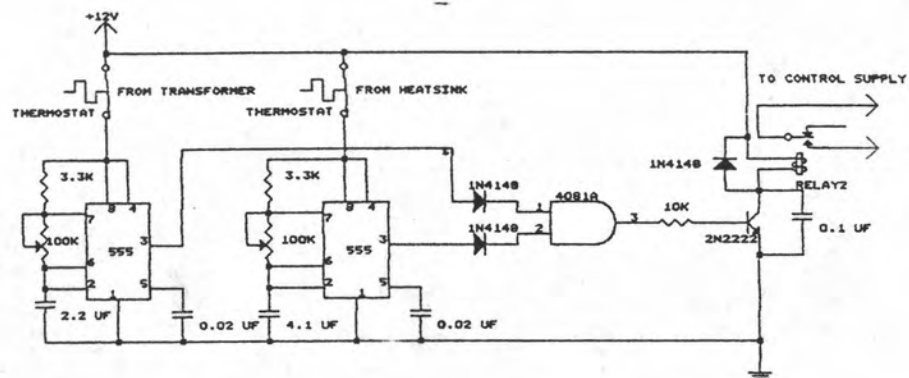 +12V
FROM TRANSFORMER
THERMOSTAT
FROM HEATSINK
THERMOSTAT
TO CONTROL SUPPLY
3.3K
7
8
4
100K
555
3
6
2
5
1
2.2 UF
0.02 UF
3.3K
7
8
4
100K
555
3
6
2
5
1
4.1 UF
0.02 UF
1N4148
1N4148
4081A
1
2
3
10K
2N2222
1N4148
RELAY2
0.1 UF